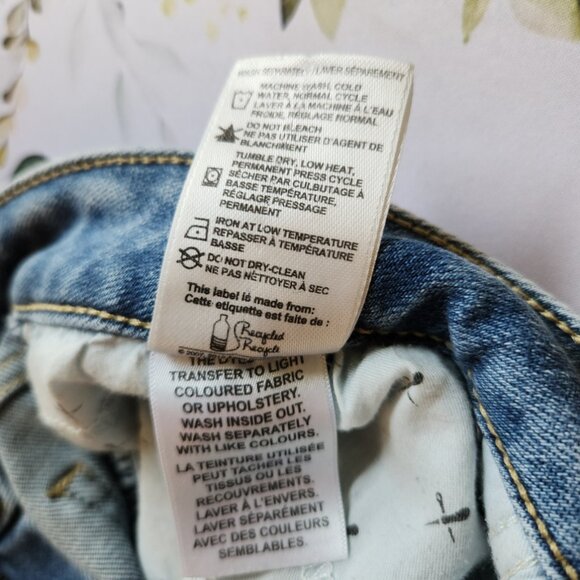 WASH SEPARATELY / LAVER SÉPARÉMENT
MACHINE WASH, COLD
WATER, NORMAL CYCLE
LAVER À LA MACHINE À L'EAU
FROIDE, RÉGLAGE NORMAL
DO NOT BLEACH
NE PAS UTILISER D'AGENT DE
BLANCHIMENT
TUMBLE DRY, LOW HEAT,
PERMANENT PRESS CYCLE
SÉCHER PAR CULBUTAGE À
BASSE TEMPÉRATURE,
RÉGLAGE PRESSAGE
PERMANENT
IRON AT LOW TEMPERATURE
REPASSER À TEMPÉRATURE
BASSE
DO NOT DRY-CLEAN
NE PAS NETTOYER À SEC
This label is made from:
Cette etiquette est faite de :
Recycled
Recycle
TRANSFER TO LIGHT
COLOURED FABRIC
OR UPHOLSTERY.
WASH INSIDE OUT.
WASH SEPARATELY
WITH LIKE COLOURS.
LA TEINTURE UTILISÉE
PEUT TACHER LES
TISSUS OU LES
RECOUVREMENTS.
LAVER À L'ENVERS.
LAVER SÉPARÉMENT
AVEC DES COULEURS
SEMBLABLES.